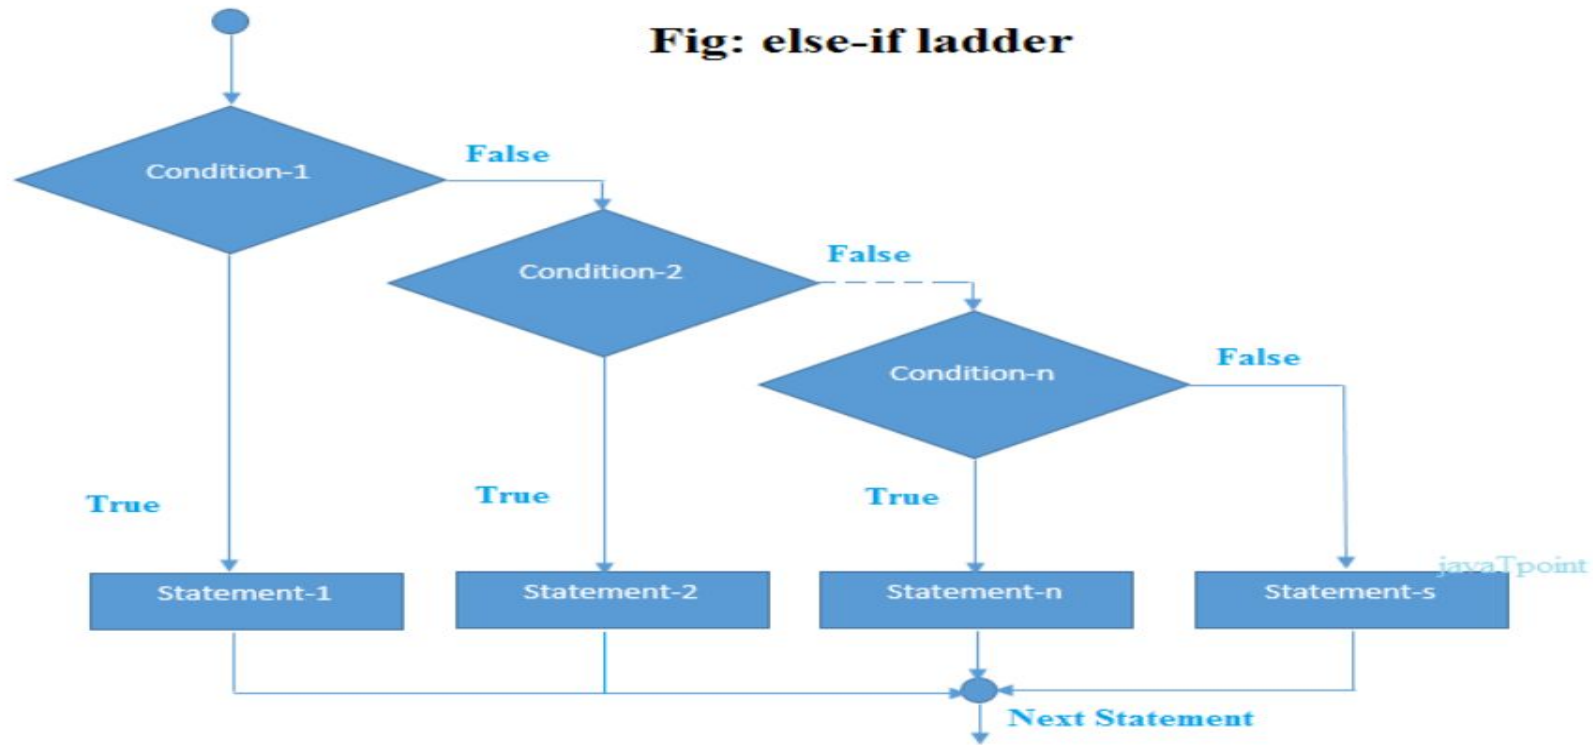 Fig: else-if ladder
Condition-1
False
Condition-2
False
Condition-n
False
True
True
True
Statement-1
Statement-2
Statement-n
Statement-s
javaTpoint
Next Statement